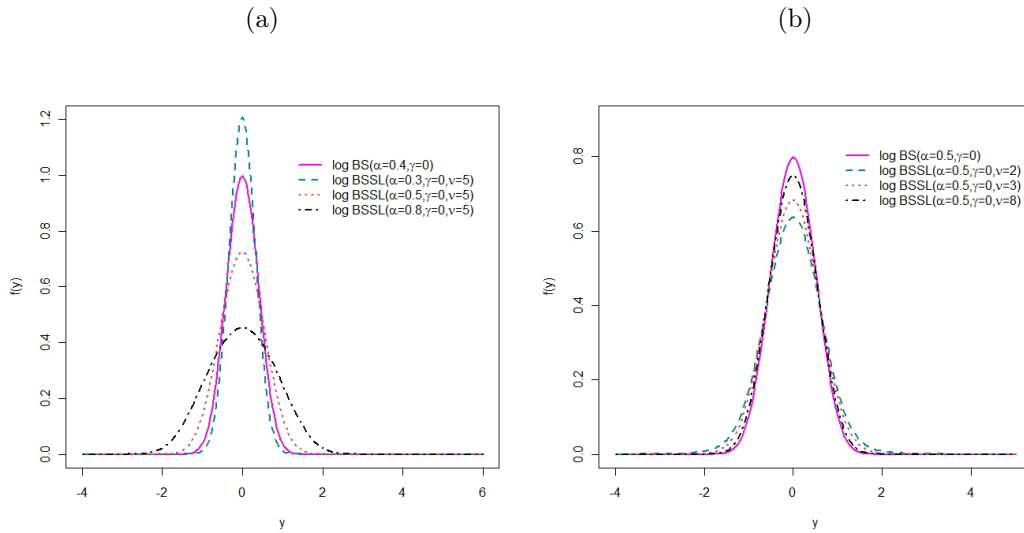 (a)
1.2
1.0
0.8
0.6
0.4
0.2
0.0
f(y)
log BS(α=0.4,γ=0)
log BSSL(α=0.3,γ=0,ν=5)
log BSSL(α=0.5,γ=0,ν=5)
log BSSL(α=0.8,γ=0,ν=5)
-4 -2 0 2 4 6
y
(b)
0.8
0.6
0.4
0.2
0.0
f(y)
log BS(α=0.5,γ=0)
log BSSL(α=0.5,γ=0,ν=2)
log BSSL(α=0.5,γ=0,ν=3)
log BSSL(α=0.5,γ=0,ν=8)
-4 -2 0 2 4
y